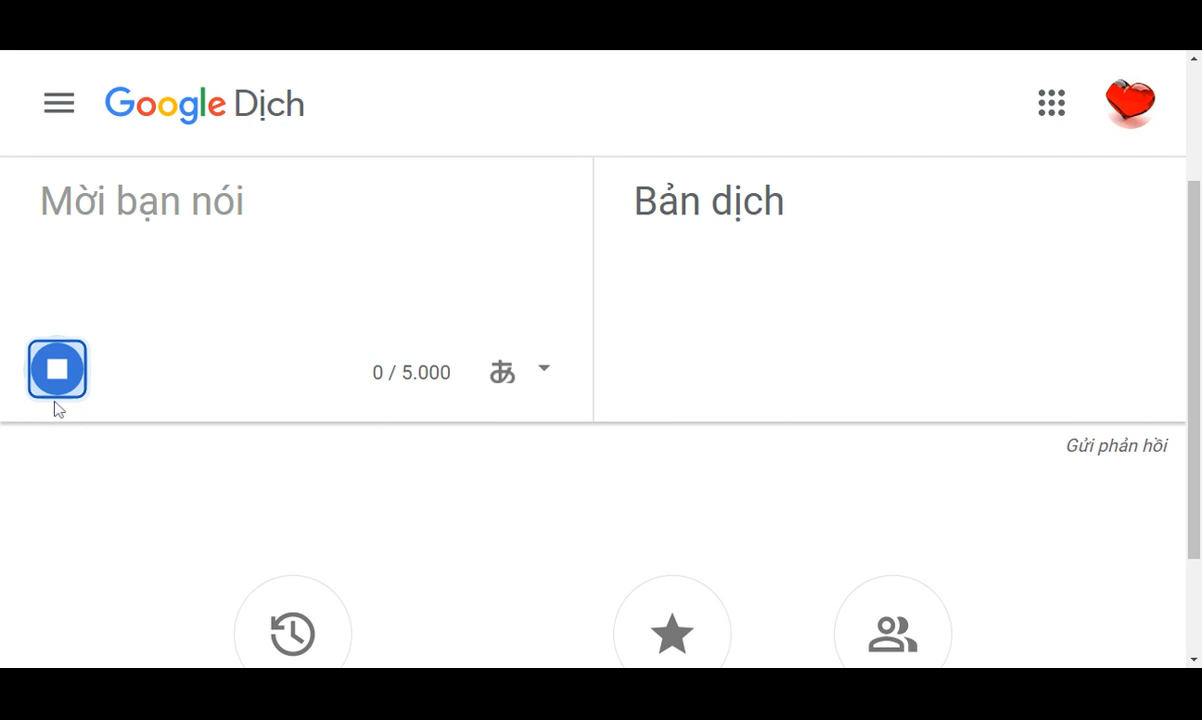 Google Dịch
Mời bạn nói
Bản dịch
0 / 5.000
あ
Gửi phản hồi